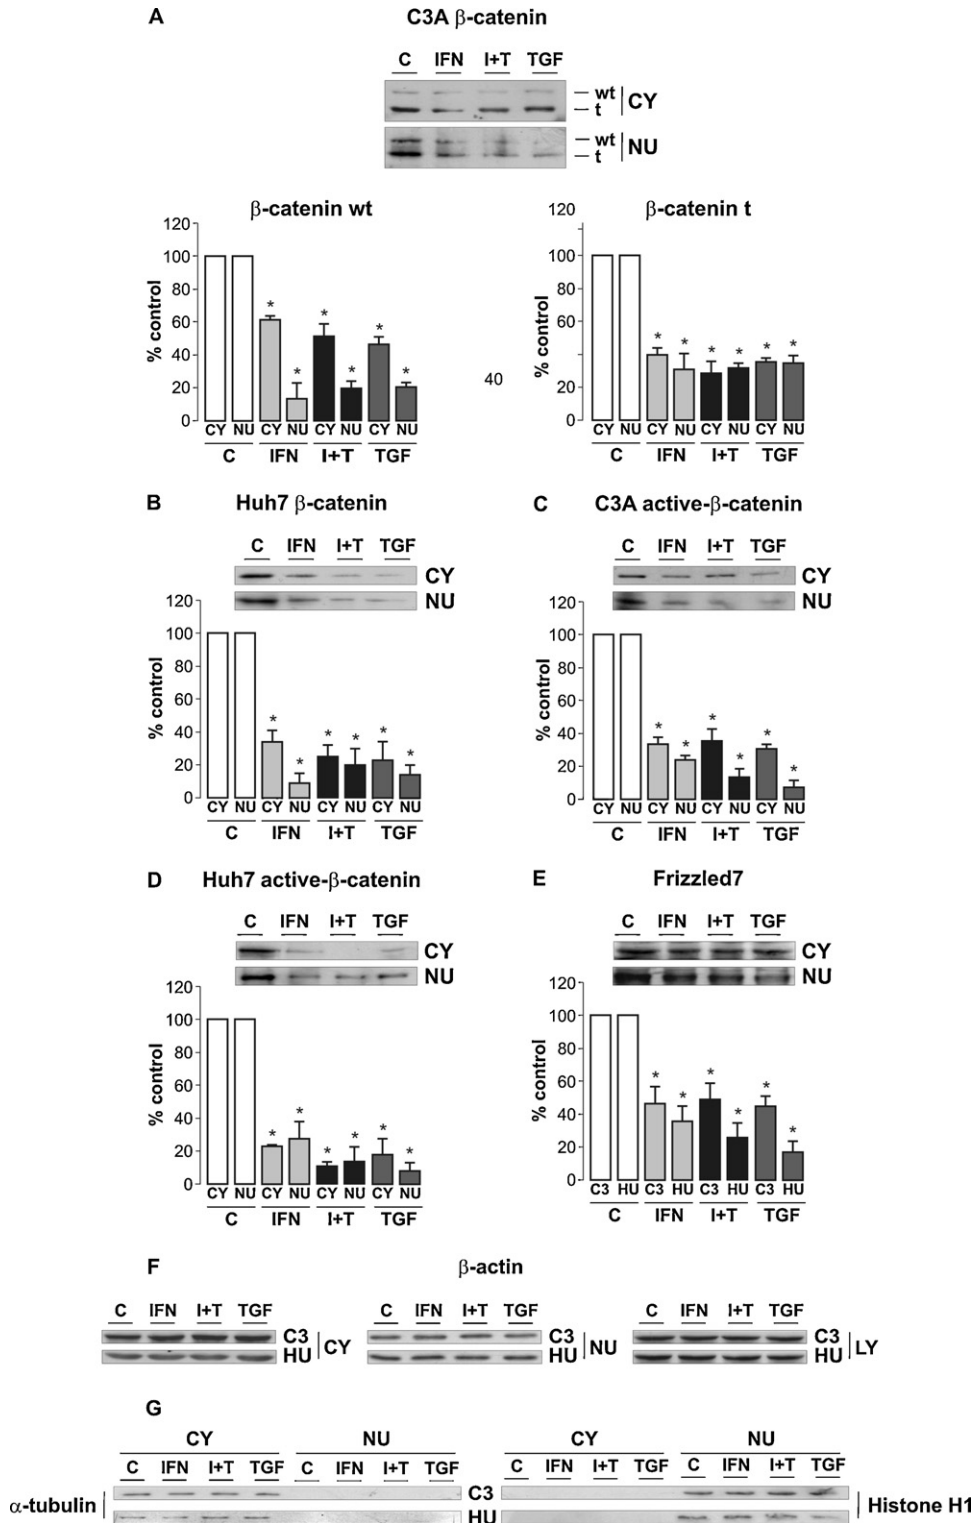 A
C3A β-catenin
C IFN I+T TGF
wt
t
CY
wt
t
NU
β-catenin wt
120
100
80
60
40
20
0
% control
* * * * * *
CY NU CY NU CY NU CY NU
C IFN I+T TGF
β-catenin t
120
100
80
60
40
20
0
% control
* * * * * *
CY NU CY NU CY NU CY NU
C IFN I+T TGF
B
Huh7 β-catenin
C IFN I+T TGF
CY
NU
120
100
80
60
40
20
0
% control
* * * * * *
CY NU CY NU CY NU CY NU
C IFN I+T TGF
C
C3A active-β-catenin
C IFN I+T TGF
CY
NU
120
100
80
60
40
20
0
% control
* * * * * *
CY NU CY NU CY NU CY NU
C IFN I+T TGF
D
Huh7 active-β-catenin
C IFN I+T TGF
CY
NU
120
100
80
60
40
20
0
% control
* * * * * *
CY NU CY NU CY NU CY NU
C IFN I+T TGF
E
Frizzled7
C IFN I+T TGF
CY
NU
120
100
80
60
40
20
0
% control
* * * * * *
C3 HU C3 HU C3 HU C3 HU
C IFN I+T TGF
F
β-actin
C IFN I+T TGF
C3
HU
CY
C IFN I+T TGF
C3
HU
NU
C IFN I+T TGF
C3
HU
LY
G
CY NU CY NU
C IFN I+T TGF C IFN I+T TGF C IFN I+T TGF C IFN I+T TGF
α-tubulin
C3
HU
Histone H1